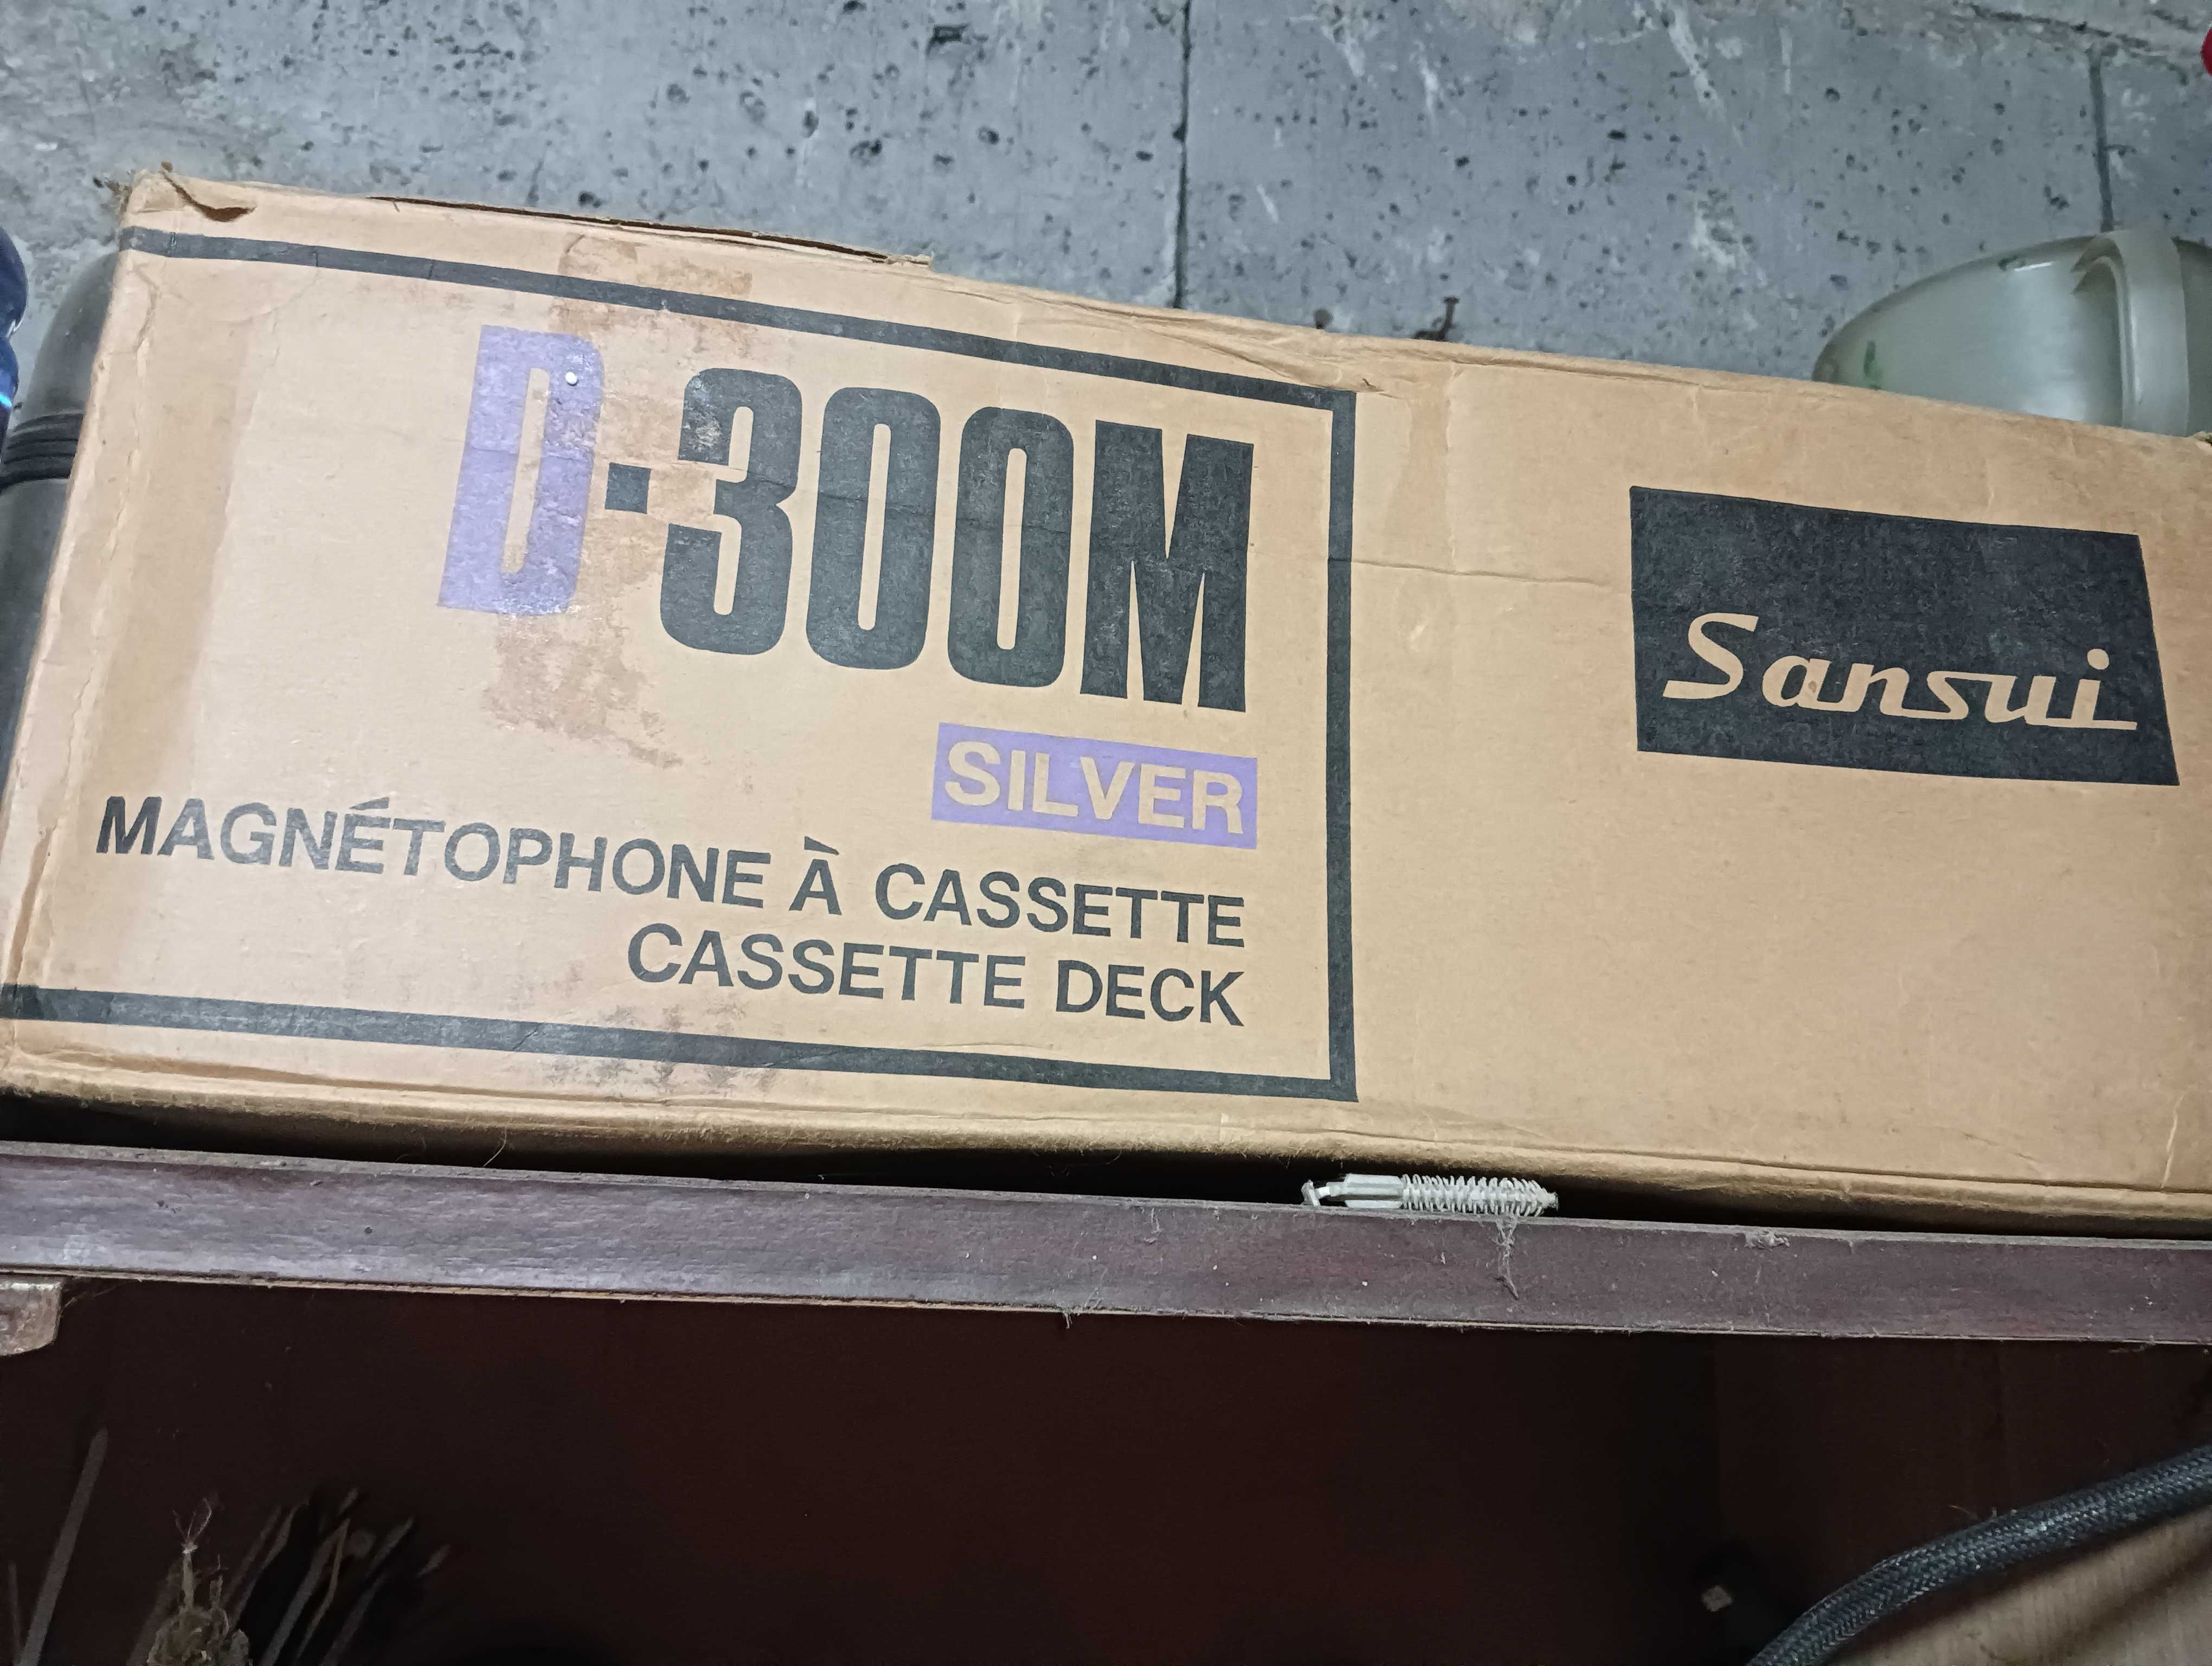 D-300M
SILVER
MAGNÉTOPHONE À CASSETTE
CASSETTE DECK
Sansui